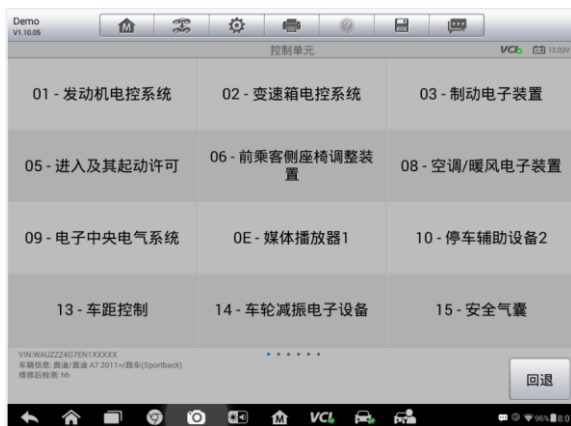 Demo
V1.10.05
控制单元
VCI
12.03V
01 - 发动机电控系统
02 - 变速箱电控系统
03 - 制动电子装置
05 - 进入及其起动许可
06 - 前乘客侧座椅调整装
置
08 - 空调/暖风电子装置
09 - 电子中央电气系统
0E - 媒体播放器1
10 - 停车辅助设备2
13 - 车距控制
14 - 车轮减振电子设备
15 - 安全气囊
VIN:WAUZZZ4G7EN1XXXXX
车辆信息: 奥迪/奥迪 A7 2011>/跑车(Sportback)
维修后检测: hh
回退
VCI
96%